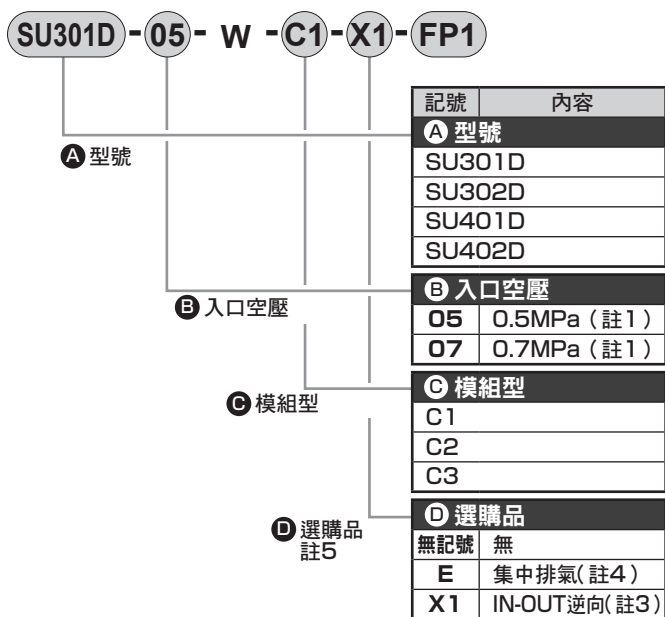 SU301D-05-W-C1-X1-FP1
記號 內容
A 型號
A 型號
SU301D
SU302D
SU401D
SU402D
B 入口空壓
B 入口空壓
05 0.5MPa（註1）
07 0.7MPa（註1）
C 模組型
C 模組型
C1
C2
C3
D 選購品
註5
D 選購品
無記號 無
E 集中排氣(註4)
X1 IN-OUT逆向(註3)